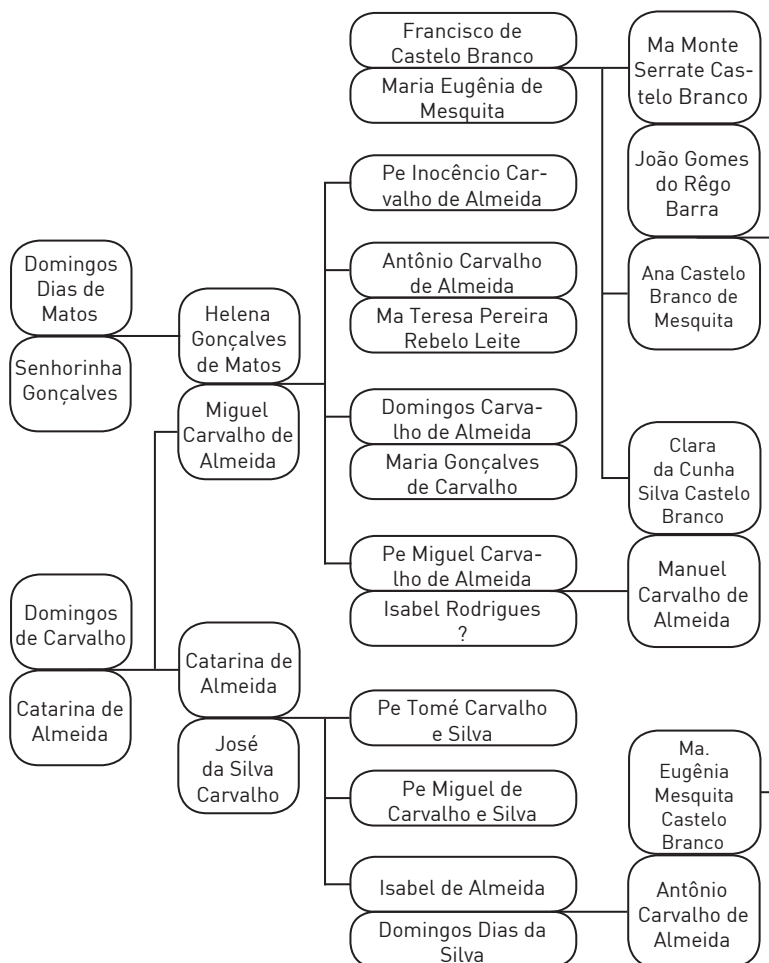 Francisco de
Castelo Branco
Maria Eugênia de
Mesquita
Ma Monte
Serrate Cas-
telo Branco
João Gomes
do Rêgo
Barra
Pe Inocêncio Car-
valho de Almeida
Antônio Carvalho
de Almeida
Ma Teresa Pereira
Rebelo Leite
Ana Castelo
Branco de
Mesquita
Domingos
Dias de
Matos
Senhorinha
Gonçalves
Helena
Gonçalves
de Matos
Miguel
Carvalho de
Almeida
Domingos Carva-
lho de Almeida
Maria Gonçalves
de Carvalho
Clara
da Cunha
Silva Castelo
Branco
Pe Miguel Carva-
lho de Almeida
Isabel Rodrigues
?
Manuel
Carvalho de
Almeida
Domingos
de Carvalho
Catarina de
Almeida
Catarina de
Almeida
José
da Silva
Carvalho
Pe Tomé Carvalho
e Silva
Pe Miguel de
Carvalho e Silva
Ma.
Eugênia
Mesquita
Castelo
Branco
Isabel de Almeida
Domingos Dias da
Silva
Antônio
Carvalho de
Almeida